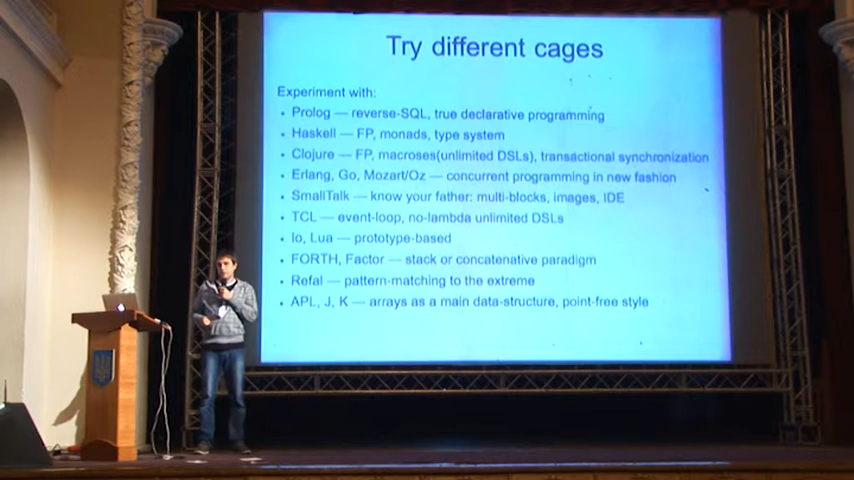 Try different cages
Experiment with:
• Prolog — reverse-SQL, true declarative programming
• Haskell — FP, monads, type system
• Clojure — FP, macroses(unlimited DSLs), transactional synchronization
• Erlang, Go, Mozart/Oz — concurrent programming in new fashion
• SmallTalk — know your father: multi-blocks, images, IDE
• TCL — event-loop, no-lambda unlimited DSLs
• Io, Lua — prototype-based
• FORTH, Factor — stack or concatenative paradigm
• Refal — pattern-matching to the extreme
• APL, J, K — arrays as a main data-structure, point-free style